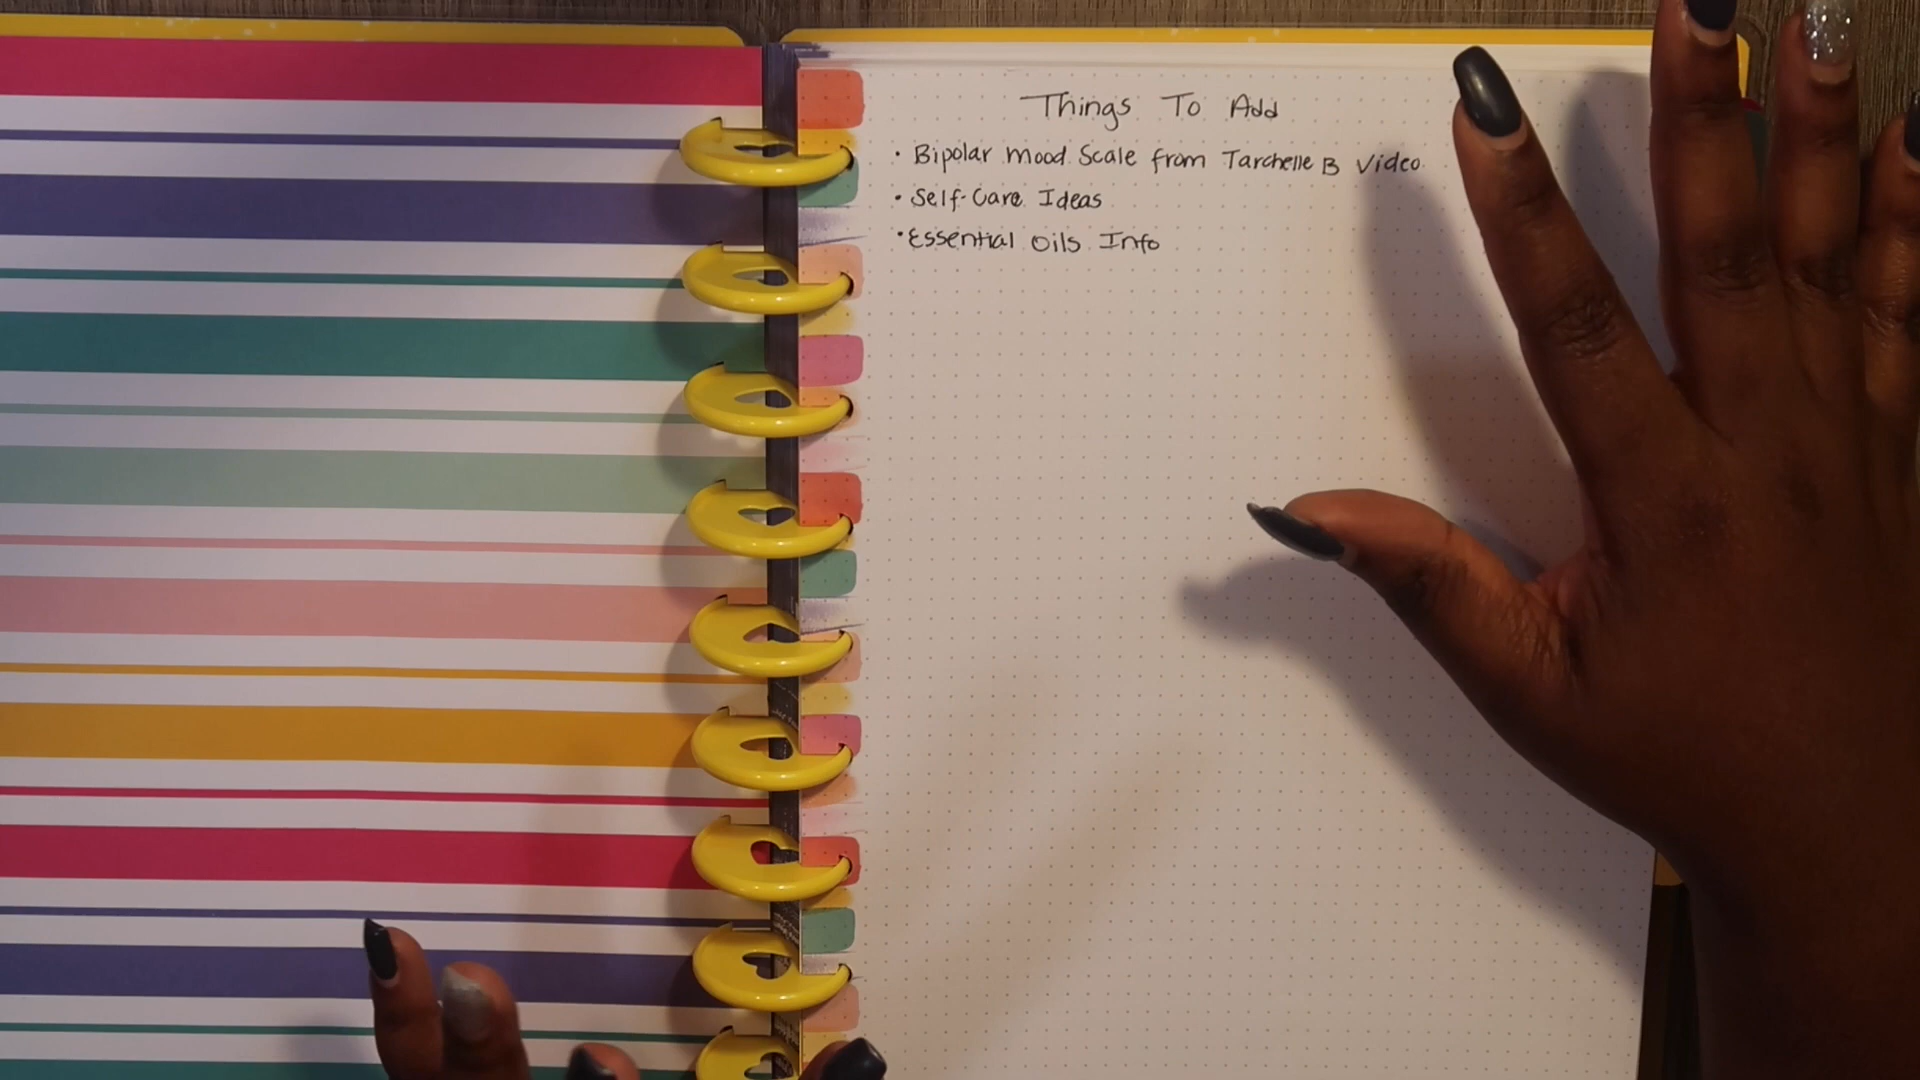 Things To Add
• Bipolar Mood Scale from Tarchelle B Video
• Self-Care Ideas
• Essential Oils Info